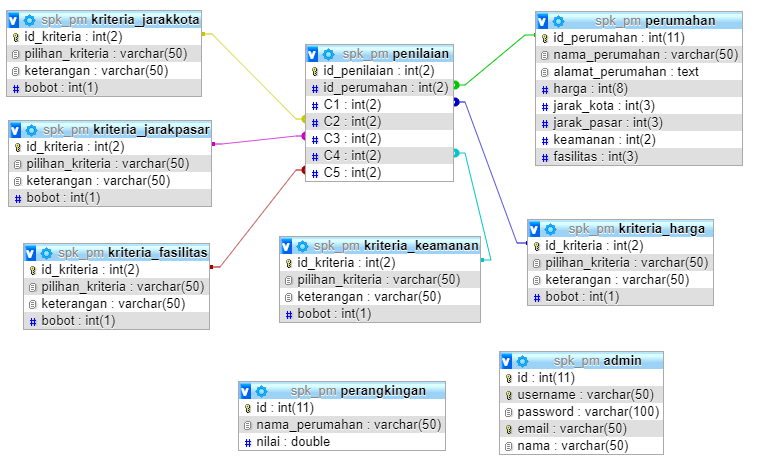 spk_pm kriteria_jarakkota
id_kriteria : int(2)
pilihan_kriteria : varchar(50)
keterangan : varchar(50)
# bobot : int(1)
spk_pm kriteria_jarakpasar
id_kriteria : int(2)
pilihan_kriteria : varchar(50)
keterangan : varchar(50)
# bobot : int(1)
spk_pm kriteria_fasilitas
id_kriteria : int(2)
pilihan_kriteria : varchar(50)
keterangan : varchar(50)
# bobot : int(1)
spk_pm penilaian
id_penilaian : int(2)
# id_perumahan : int(2)
# C1 : int(2)
# C2 : int(2)
# C3 : int(2)
# C4 : int(2)
# C5 : int(2)
spk_pm kriteria_keamanan
id_kriteria : int(2)
pilihan_kriteria : varchar(50)
keterangan : varchar(50)
# bobot : int(1)
spk_pm perumahan
id_perumahan : int(11)
nama_perumahan : varchar(50)
alamat_perumahan : text
# harga : int(8)
# jarak_kota : int(3)
# jarak_pasar : int(3)
# keamanan : int(2)
# fasilitas : int(3)
spk_pm kriteria_harga
id_kriteria : int(2)
pilihan_kriteria : varchar(50)
keterangan : varchar(50)
# bobot : int(1)
spk_pm perangkingan
id : int(11)
nama_perumahan : varchar(50)
# nilai : double
spk_pm admin
id : int(11)
username : varchar(50)
password : varchar(100)
email : varchar(50)
nama : varchar(50)